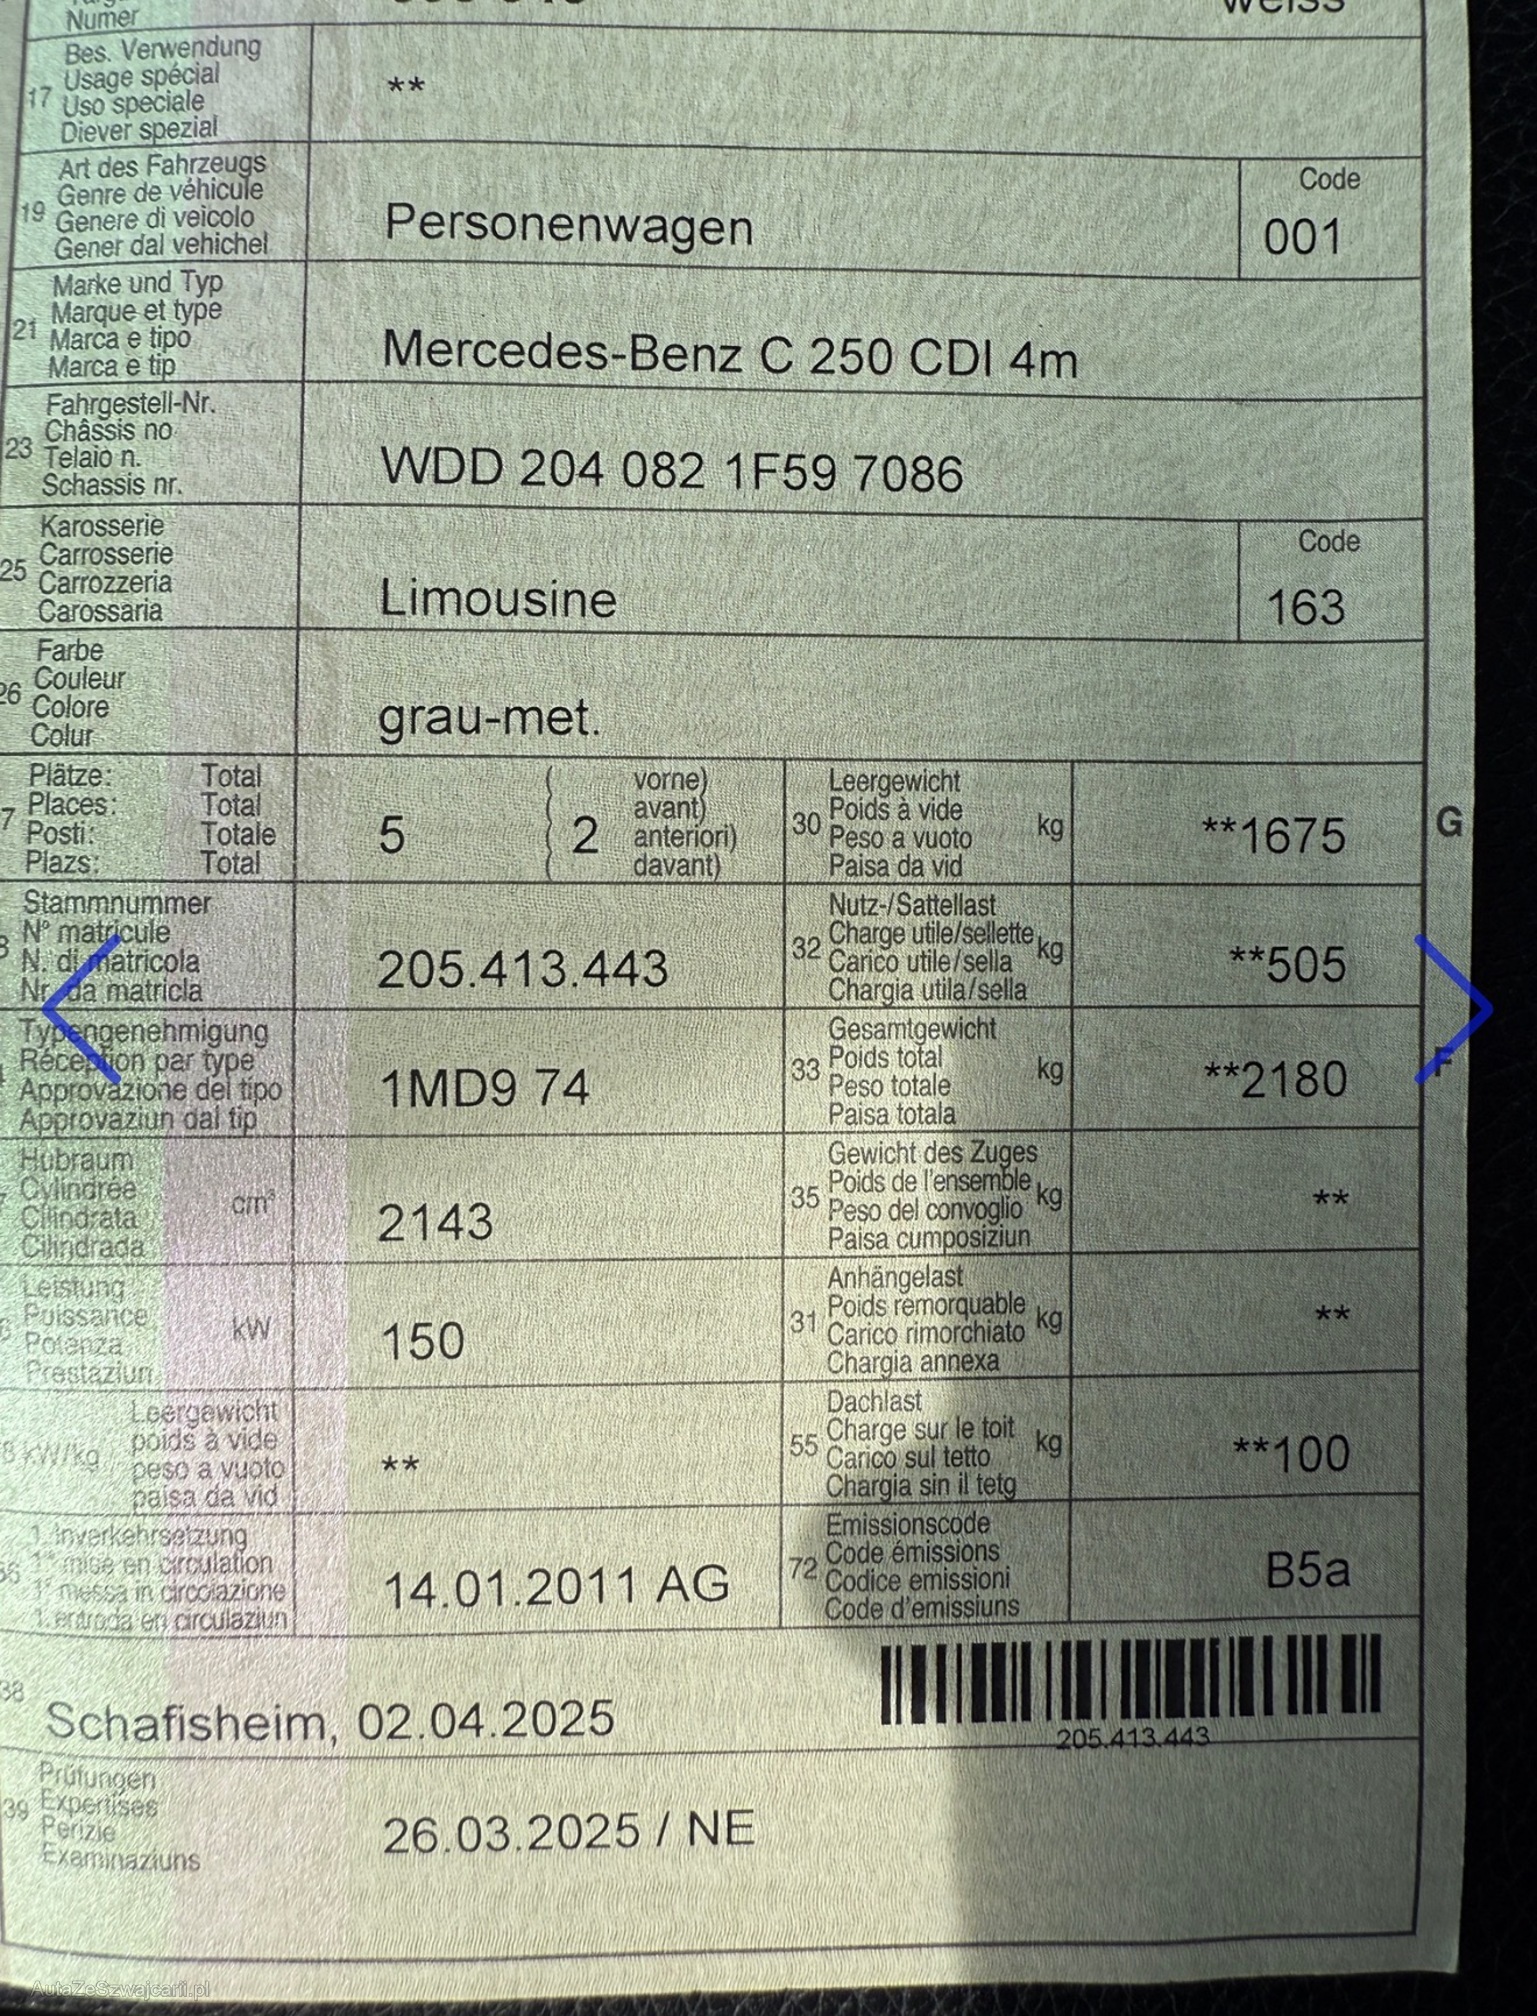 Numer
weiss
Bes. Verwendung
17 Usage spécial
Uso speciale
Diever spezial
**
Art des Fahrzeugs
19 Genre de véhicule
Genere di veicolo
Gener dal vehichel
Personenwagen
Code
001
Marke und Typ
21 Marque et type
Marca e tipo
Marca e tip
Mercedes-Benz C 250 CDI 4m
Fahrgestell-Nr.
23 Châssis no
Telaio n.
Schassis nr.
WDD 204 082 1F59 7086
Karosserie
25 Carrosserie
Carrozzeria
Carossaria
Limousine
Code
163
Farbe
26 Couleur
Colore
Colur
grau-met.
Plätze: Total
7 Places: Total
Posti: Totale
Plazs: Total
5 ( 2 vorne)
avant)
anteriori)
davant)
Leergewicht
30 Poids à vide
Peso a vuoto kg
Paisa da vid
**1675
G
Stammnummer
N° matricule
N. di matricola
Nr. da matricla
205.413.443
Nutz-/Sattellast
32 Charge utile/sellette kg
Carico utile/sella
Chargia utila/sella
**505
Typengenehmigung
Réception par type
Approvazione del tipo
Approvaziun dal tip
1MD9 74
Gesamtgewicht
33 Poids total kg
Peso totale
Paisa totala
**2180
F
Hubraum
Cylindrée
Cilindrata
Cilindrada
cm³
2143
Gewicht des Zuges
35 Poids de l'ensemble kg
Peso del convoglio
Paisa cumposiziun
**
Leistung
Puissance
Potenza
Prestaziun
kW
150
Anhängelast
31 Poids remorquable kg
Carico rimorchiato
Chargia annexa
**
Leergewicht
kW/kg poids à vide
peso a vuoto
paisa da vid
**
Dachlast
55 Charge sur le toit kg
Carico sul tetto
Chargia sin il tetg
**100
1. Inverkehrsetzung
1re mise en circulation
1a messa in circolazione
1. entrada en circulaziun
14.01.2011 AG
Emissionscode
72 Code émissions
Codice emissioni
Code d'emissiuns
B5a
38
Schafisheim, 02.04.2025
205.413.443
Prüfungen
39 Expertises
Perizie
Examinaziuns
26.03.2025 / NE
AutaZeSzwajcarii.pl